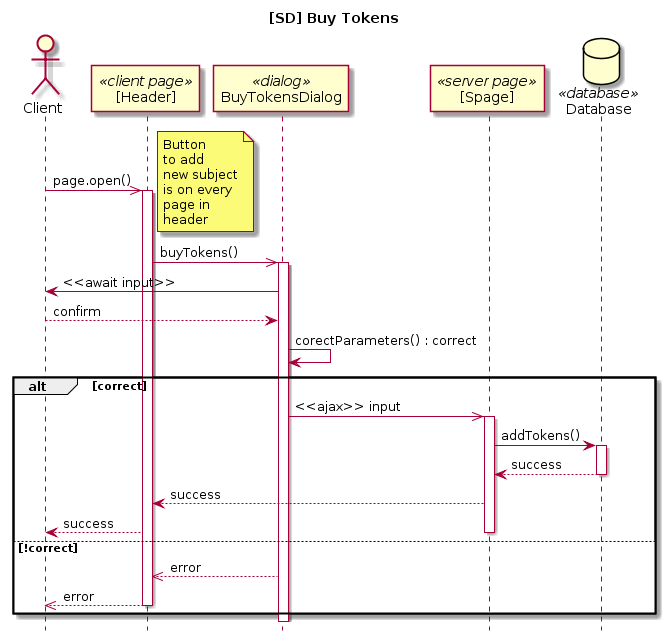 [SD] Buy Tokens
Client
«client page»
[Header]
«dialog»
BuyTokensDialog
«server page»
[Spage]
«database»
Database
Button
to add
new subject
is on every
page in
header
page.open()
buyTokens()
<<await input>>
confirm
corectParameters() : correct
alt
[correct]
<<ajax>> input
addTokens()
success
success
success
[!correct]
error
error